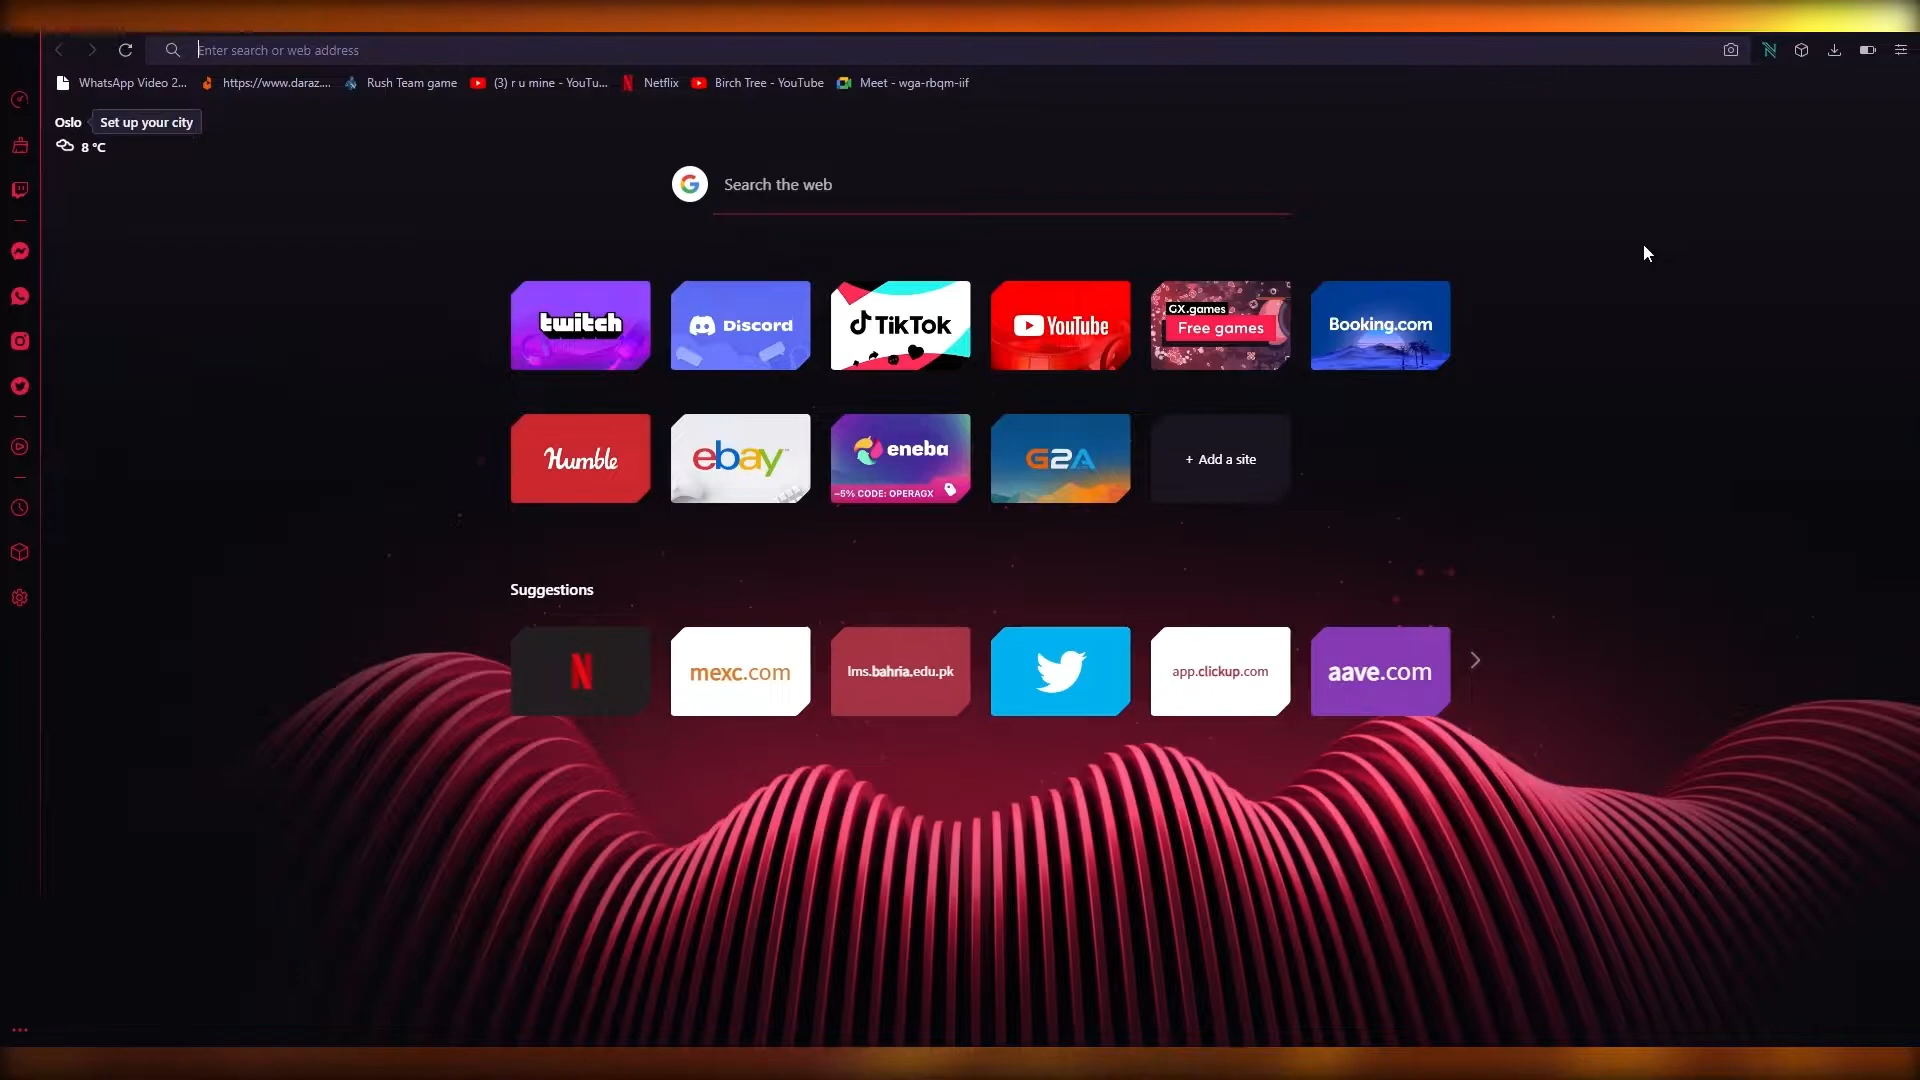 Enter search or web address
WhatsApp Video 2... https://www.daraz.... Rush Team game (3) r u mine - YouTu... Netflix Birch Tree - YouTube Meet - wga-rbqm-iif
Oslo Set up your city
8 °C
Search the web
twitch Discord TikTok YouTube GX.games Free games Booking.com
Humble ebay eneba -5% CODE: OPERAGX G2A + Add a site
Suggestions
N mexc.com lms.bahria.edu.pk app.clickup.com aave.com